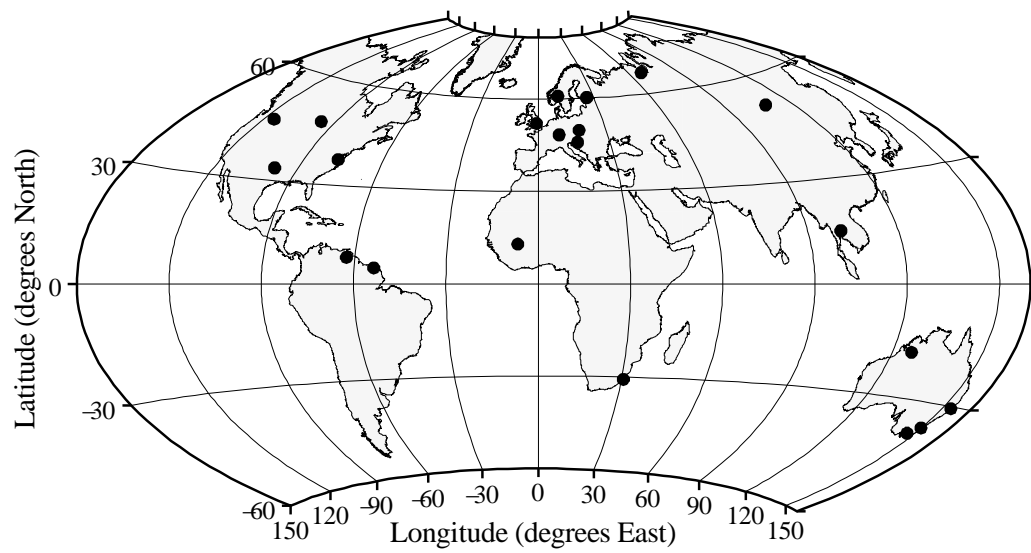 60
30
0
–30
–60
Latitude (degrees North)
150 120 –90 –60 –30 0 30 60 90 120 150
Longitude (degrees East)